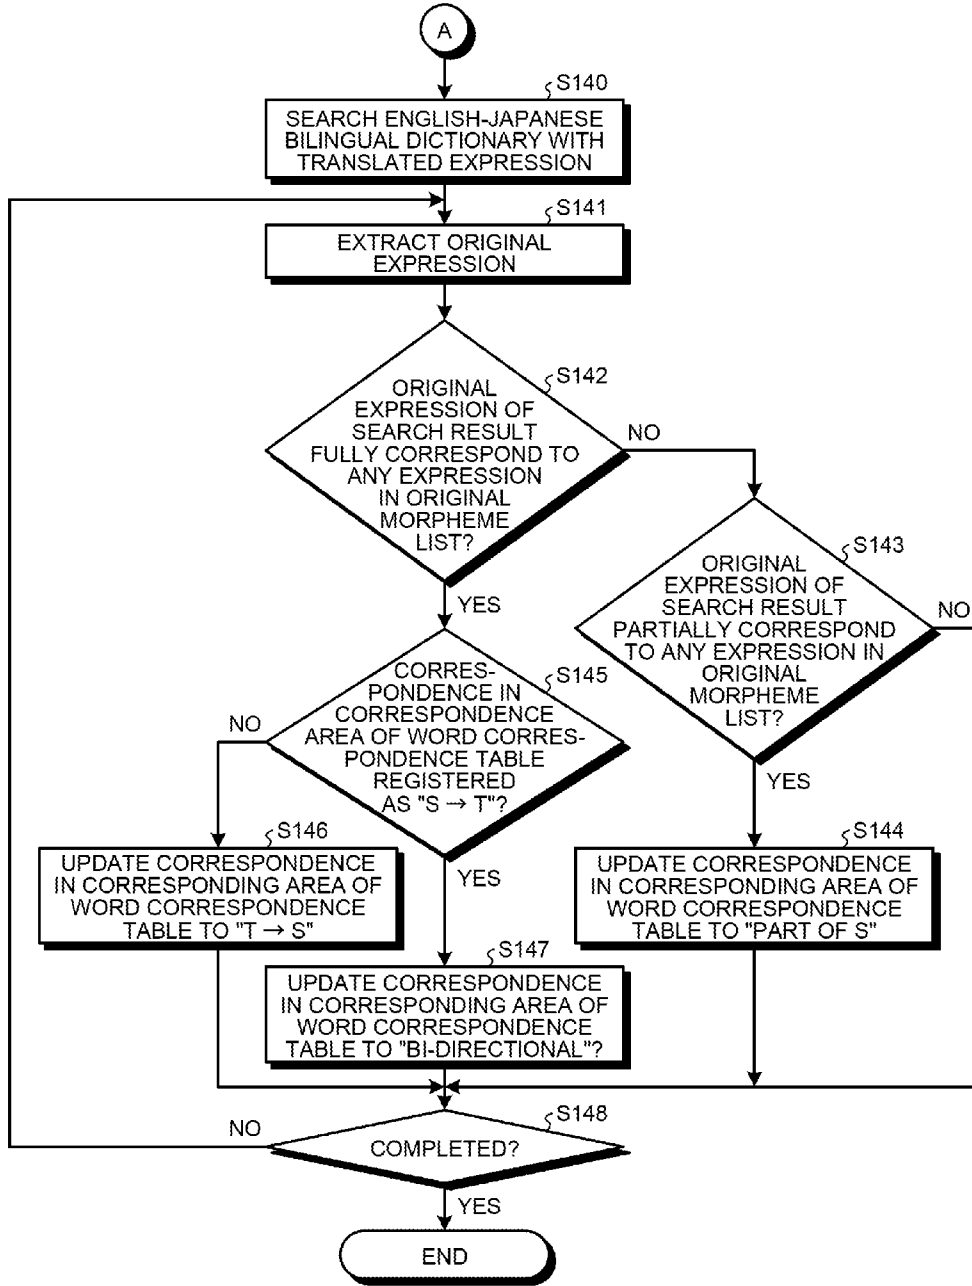 A
S140
SEARCH ENGLISH-JAPANESE
BILINGUAL DICTIONARY WITH
TRANSLATED EXPRESSION
S141
EXTRACT ORIGINAL
EXPRESSION
S142
ORIGINAL
EXPRESSION OF
SEARCH RESULT
FULLY CORRESPOND TO
ANY EXPRESSION
IN ORIGINAL
MORPHEME
LIST?
NO
YES
S143
ORIGINAL
EXPRESSION OF
SEARCH RESULT
PARTIALLY CORRESPOND
TO ANY EXPRESSION IN
ORIGINAL
MORPHEME
LIST?
NO
YES
S145
CORRES-
PONDENCE IN
CORRESPONDENCE
AREA OF WORD CORRES-
PONDENCE TABLE
REGISTERED
AS "S → T"?
NO
YES
S146
UPDATE CORRESPONDENCE
IN CORRESPONDING AREA OF
WORD CORRESPONDENCE
TABLE TO "T → S"
S144
UPDATE CORRESPONDENCE
IN CORRESPONDING AREA OF
WORD CORRESPONDENCE
TABLE TO "PART OF S"
S147
UPDATE CORRESPONDENCE
IN CORRESPONDING AREA OF
WORD CORRESPONDENCE
TABLE TO "BI-DIRECTIONAL"?
S148
COMPLETED?
NO
YES
END